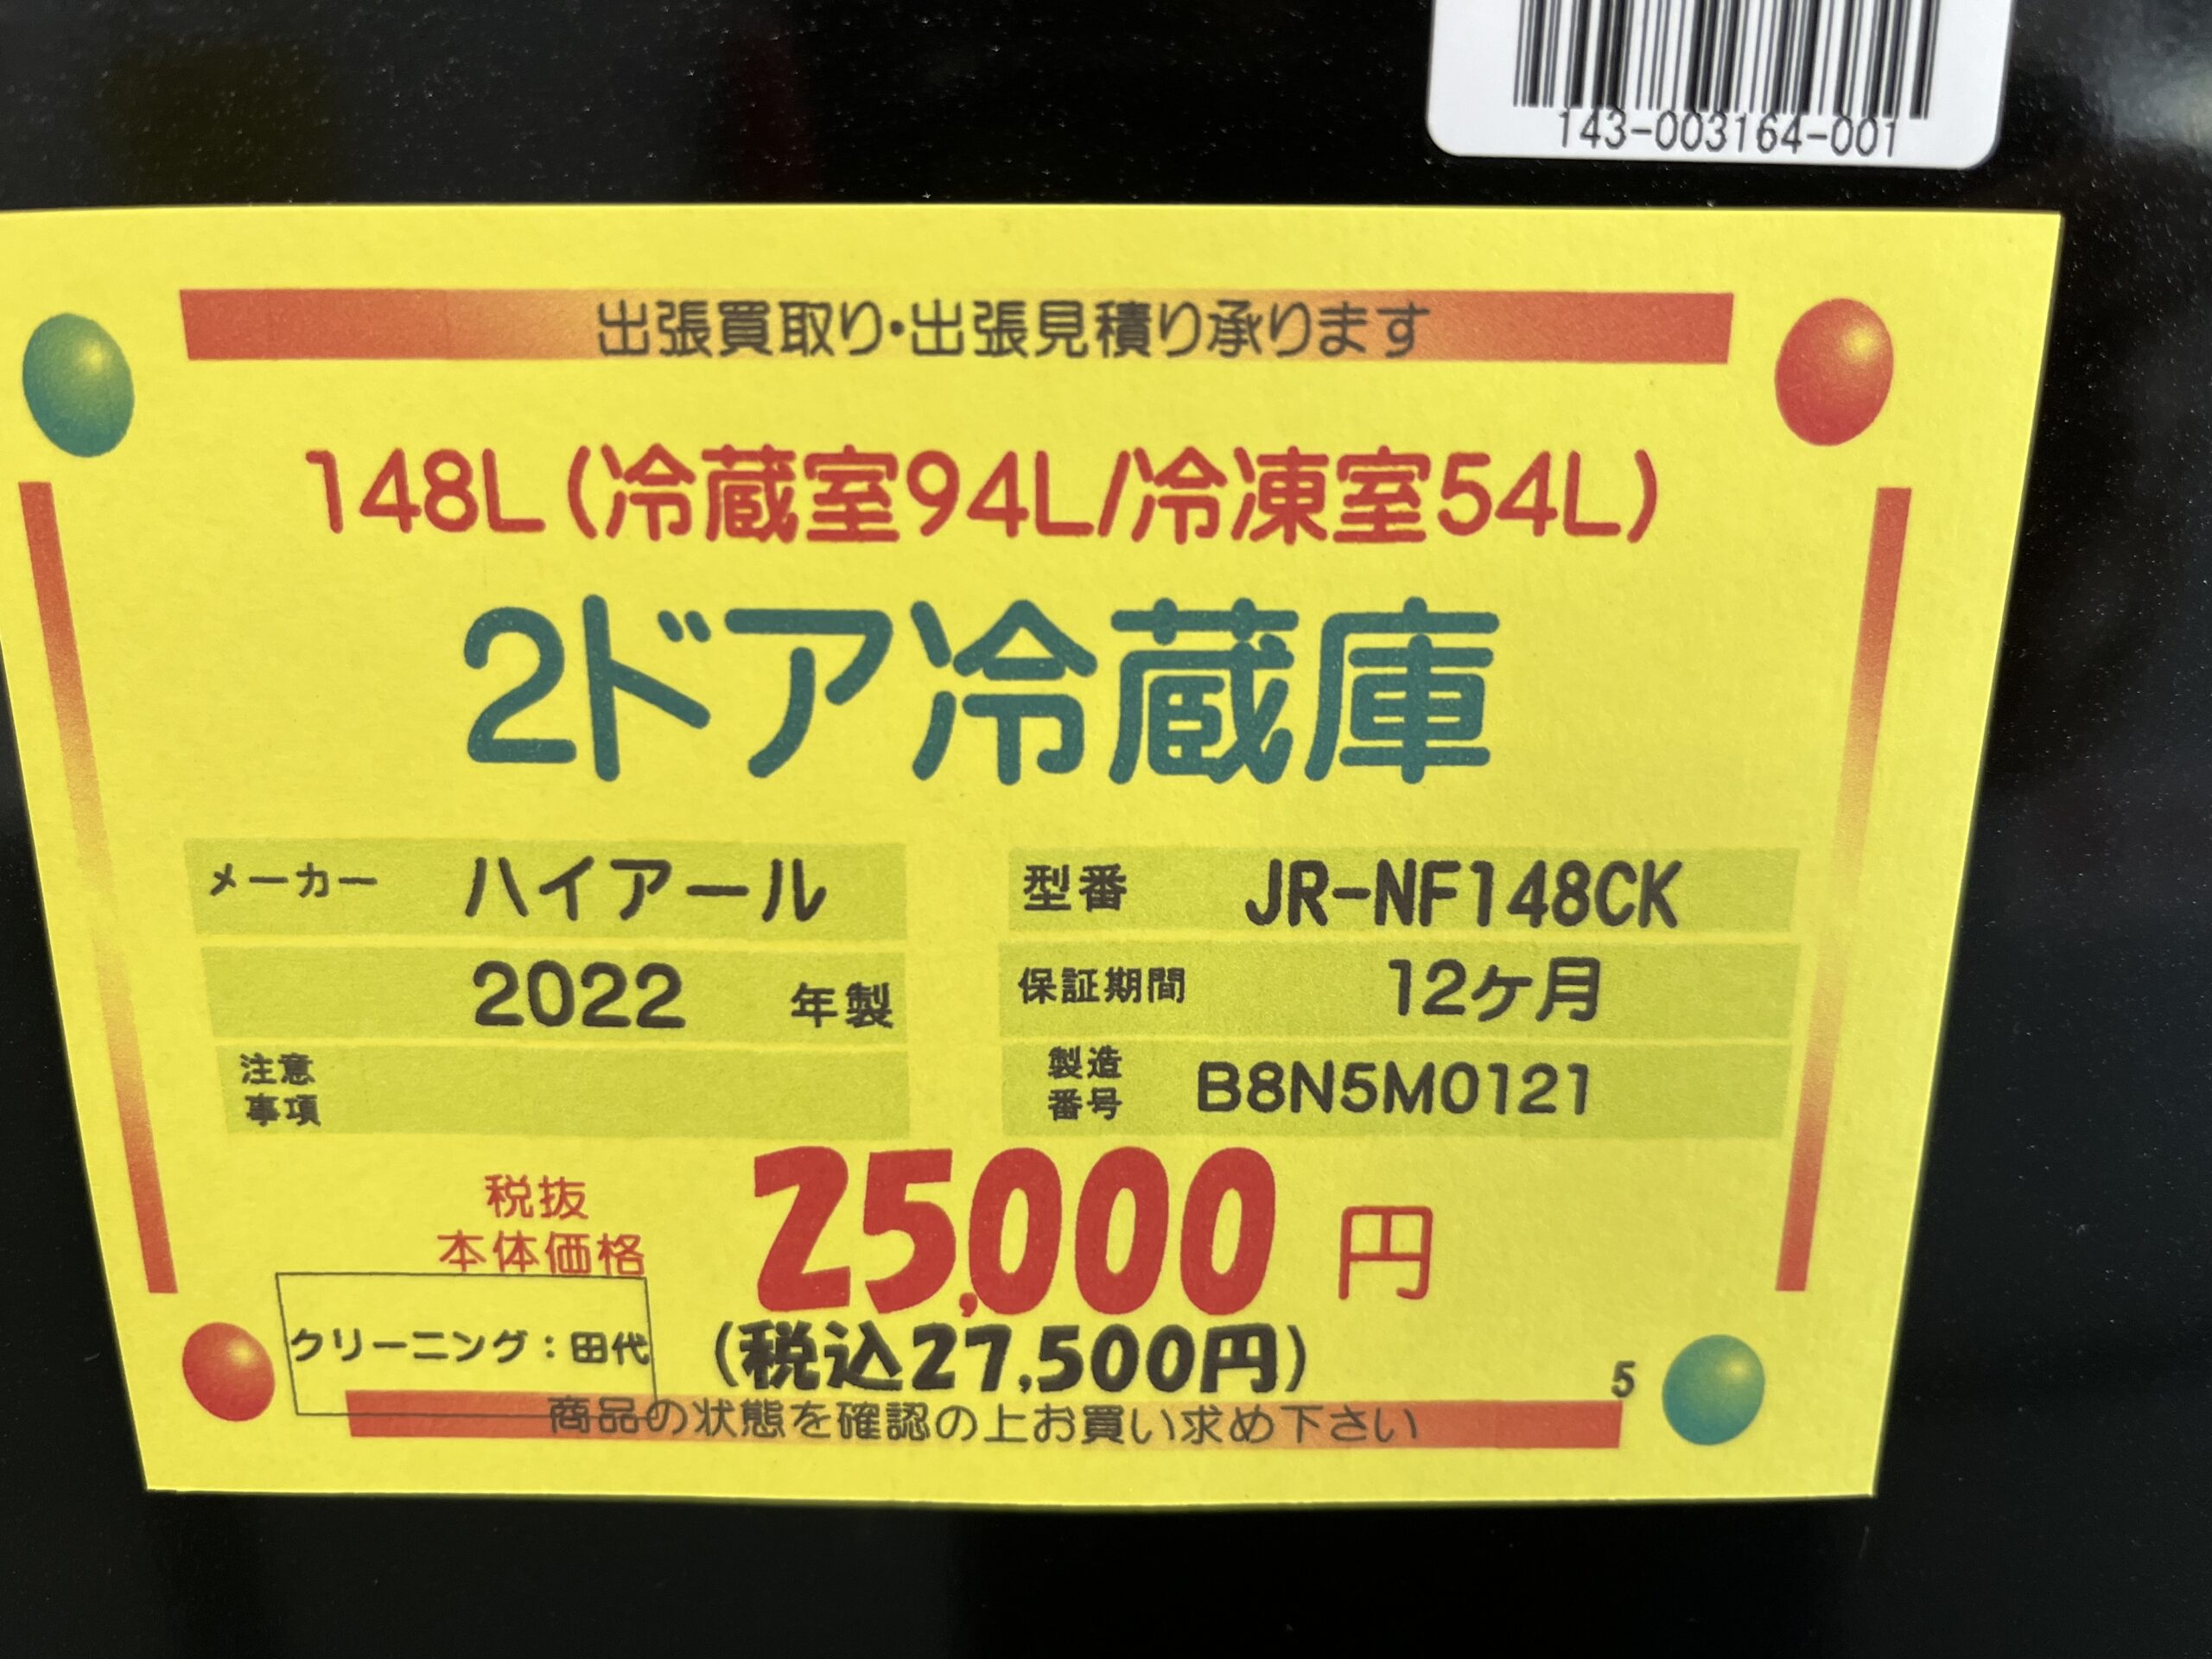 143-003164-001
出張買取り・出張見積り承ります
148L(冷蔵室94L/冷凍室54L)
2ドア冷蔵庫
メーカー ハイアール 型番 JR-NF148CK
2022 年製 保証期間 12ケ月
注意
事項
製造
番号 B8N5M0121
税抜
本体価格 25,000 円
クリーニング：田代 (税込27,500円) 5
商品の状態を確認の上お買い求め下さい